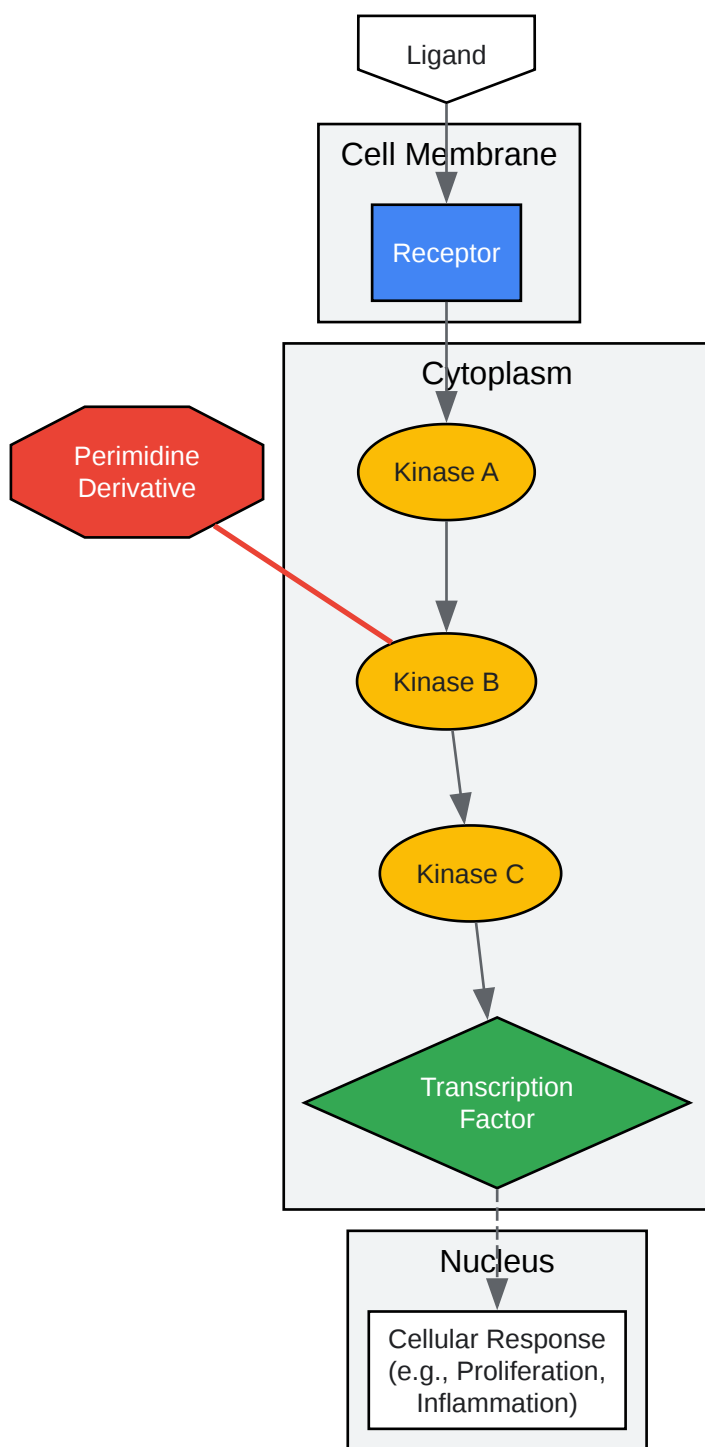 Ligand
Cell Membrane
Receptor
Cytoplasm
Kinase A
Perimidine
Derivative
Kinase B
Kinase C
Transcription
Factor
Nucleus
Cellular Response
(e.g., Proliferation,
Inflammation)